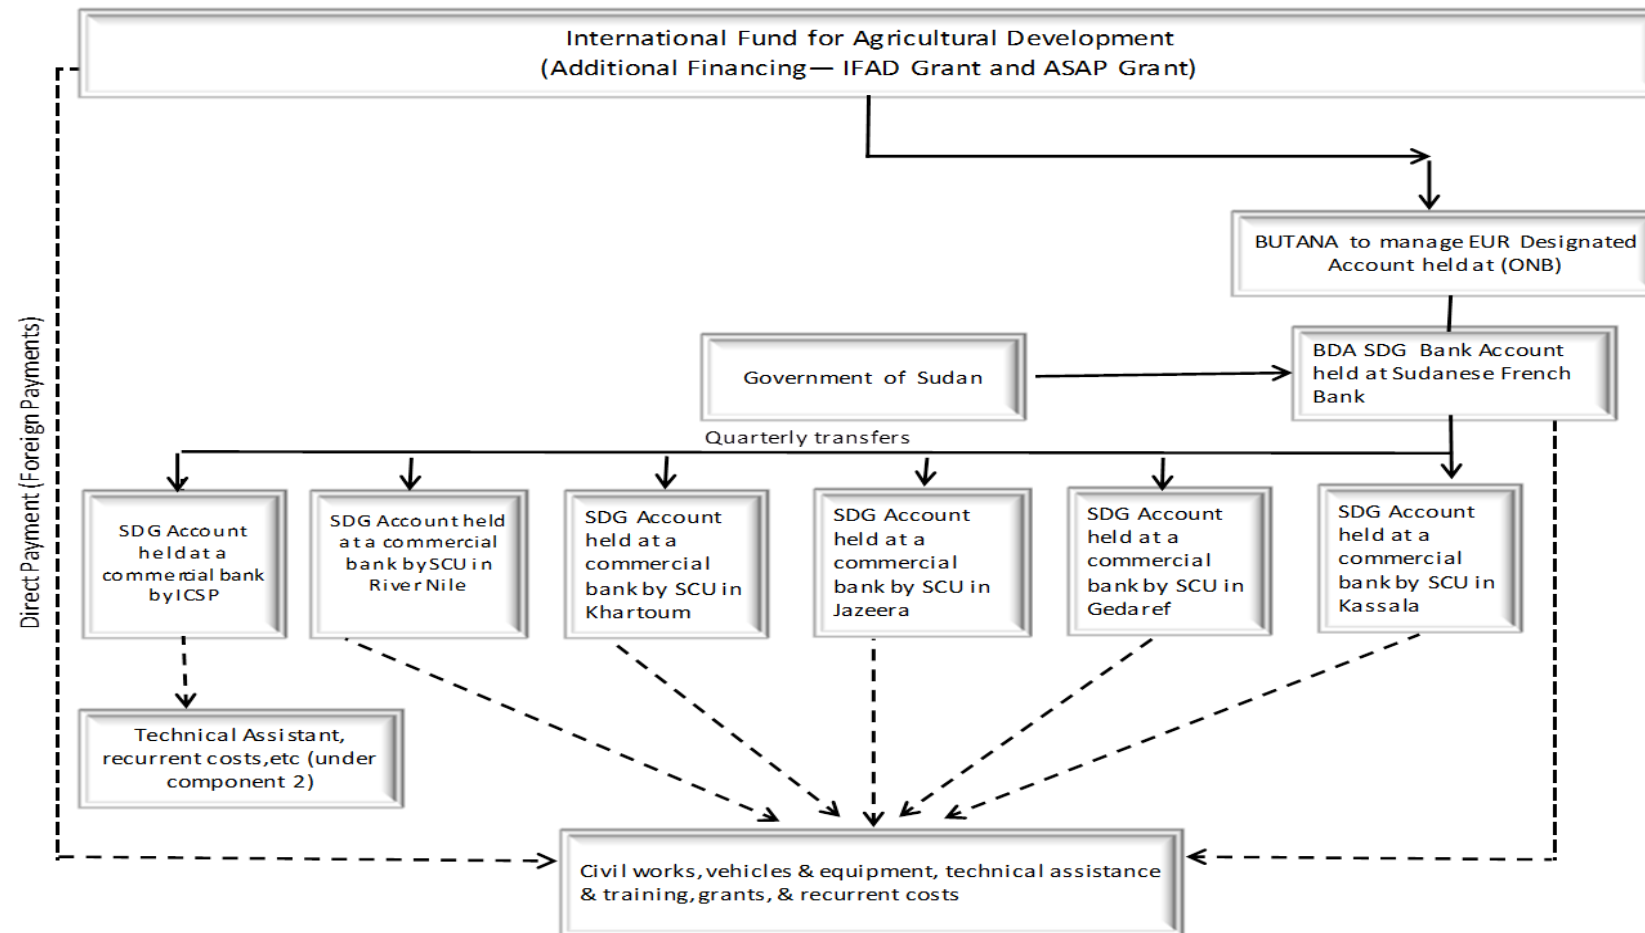 International Fund for Agricultural Development
(Additional Financing— IFAD Grant and ASAP Grant)
BUTANA to manage EUR Designated
Account held at (ONB)
Direct Payment (Foreign Payments)
Government of Sudan
BDA SDG Bank Account
held at Sudanese French
Bank
Quarterly transfers
SDG Account
held at a
commercial bank
by ICSP
SDG Account held
at a commercial
bank by SCU in
River Nile
SDG Account
held at a
commercial
bank by SCU in
Khartoum
SDG Account
held at a
commercial
bank by SCU in
Jazeera
SDG Account
held at a
commercial
bank by SCU in
Gedaref
SDG Account
held at a
commercial
bank by SCU in
Kassala
Technical Assistant,
recurrent costs,etc (under
component 2)
Civil works, vehicles & equipment, technical assistance
& training, grants, & recurrent costs